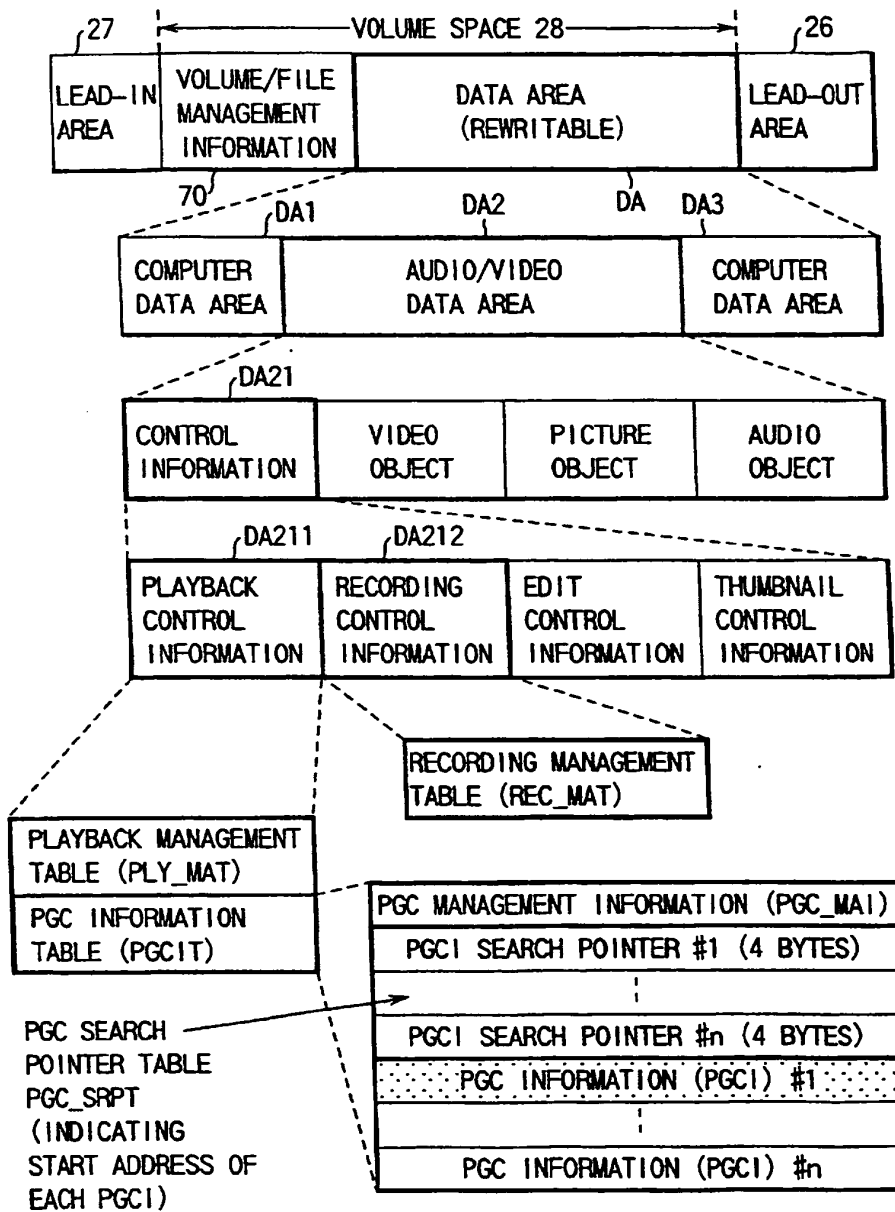 27
VOLUME SPACE 28
26
LEAD-IN
AREA
VOLUME/FILE
MANAGEMENT
INFORMATION
DATA AREA
(REWRITABLE)
LEAD-OUT
AREA
70
DA
DA1
DA2
DA3
COMPUTER
DATA AREA
AUDIO/VIDEO
DATA AREA
COMPUTER
DATA AREA
DA21
CONTROL
INFORMATION
VIDEO
OBJECT
PICTURE
OBJECT
AUDIO
OBJECT
DA211
DA212
PLAYBACK
CONTROL
INFORMATION
RECORDING
CONTROL
INFORMATION
EDIT
CONTROL
INFORMATION
THUMBNAIL
CONTROL
INFORMATION
RECORDING MANAGEMENT
TABLE (REC_MAT)
PLAYBACK MANAGEMENT
TABLE (PLY_MAT)
PGC INFORMATION
TABLE (PGCIT)
PGC MANAGEMENT INFORMATION (PGC_MAI)
PGCI SEARCH POINTER #1 (4 BYTES)
PGCI SEARCH POINTER #n (4 BYTES)
PGC INFORMATION (PGCI) #1
PGC INFORMATION (PGCI) #n
PGC SEARCH
POINTER TABLE
PGC_SRPT
(INDICATING
START ADDRESS OF
EACH PGCI)